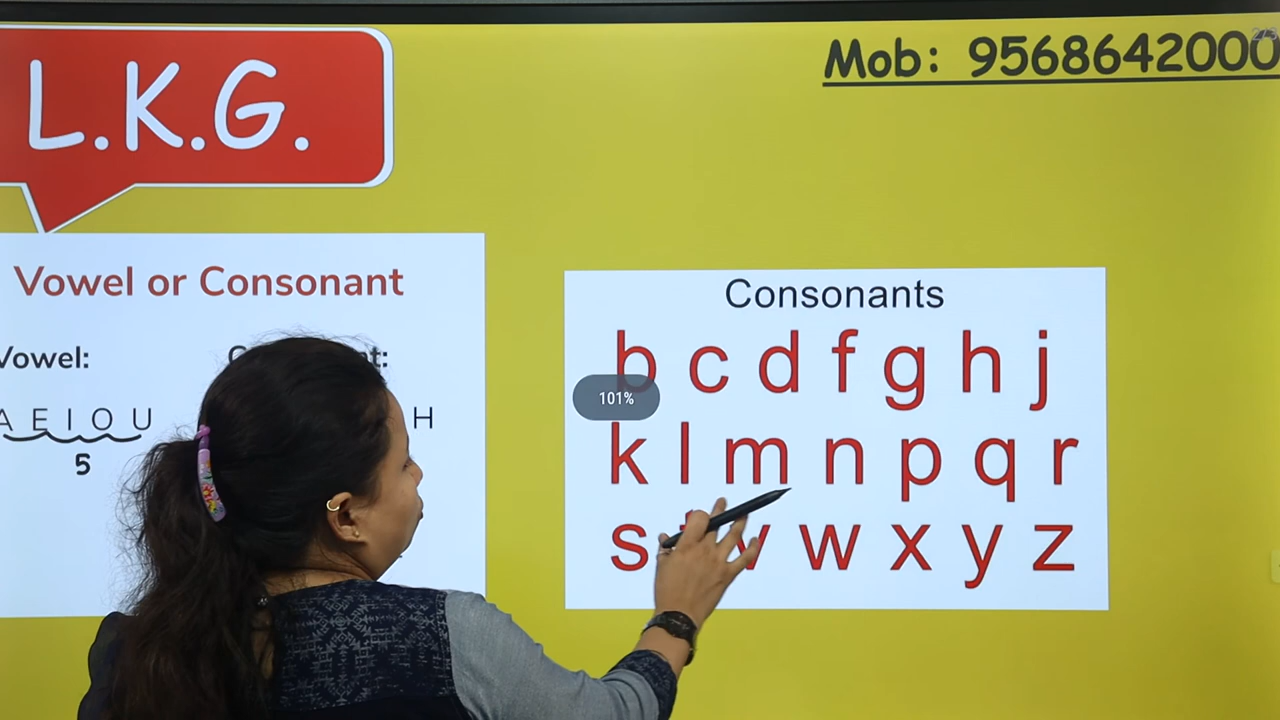 L.K.G.
Mob: 9568642000
Vowel or Consonant
Vowel:
A E I O U
H
5
Consonants
b c d f g h j
101%
k l m n p q r
s v w x y z